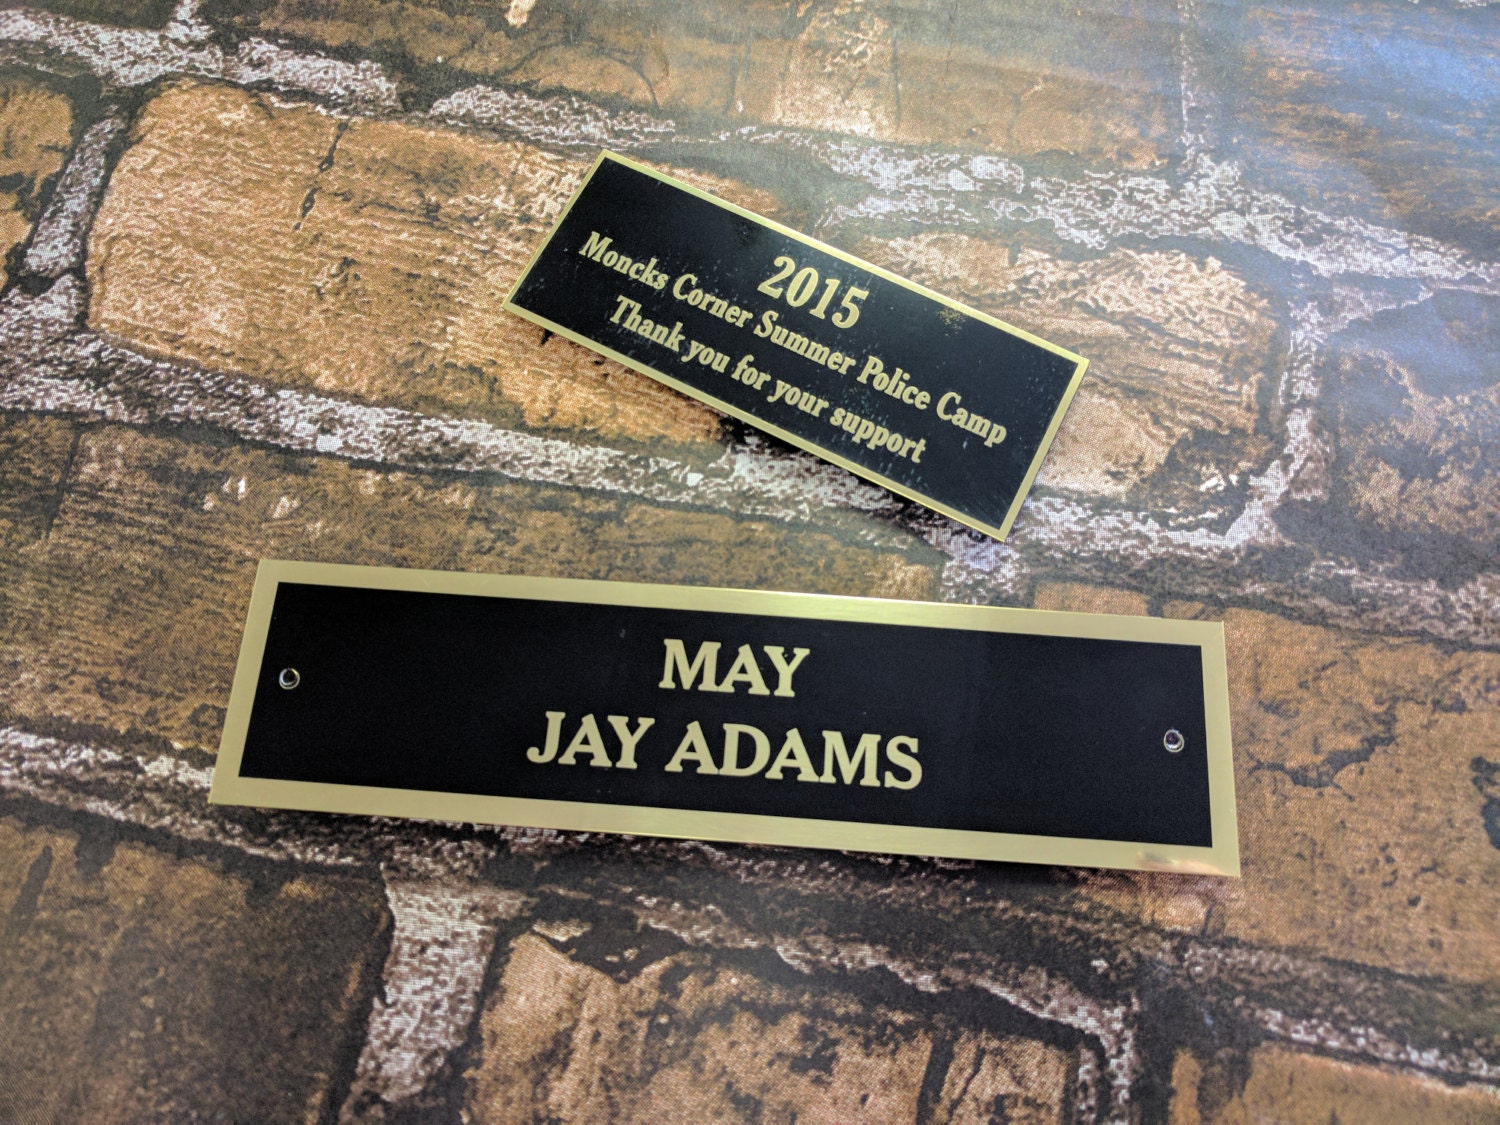 2015
Moncks Corner Summer Police Camp
Thank you for your support
MAY
JAY ADAMS